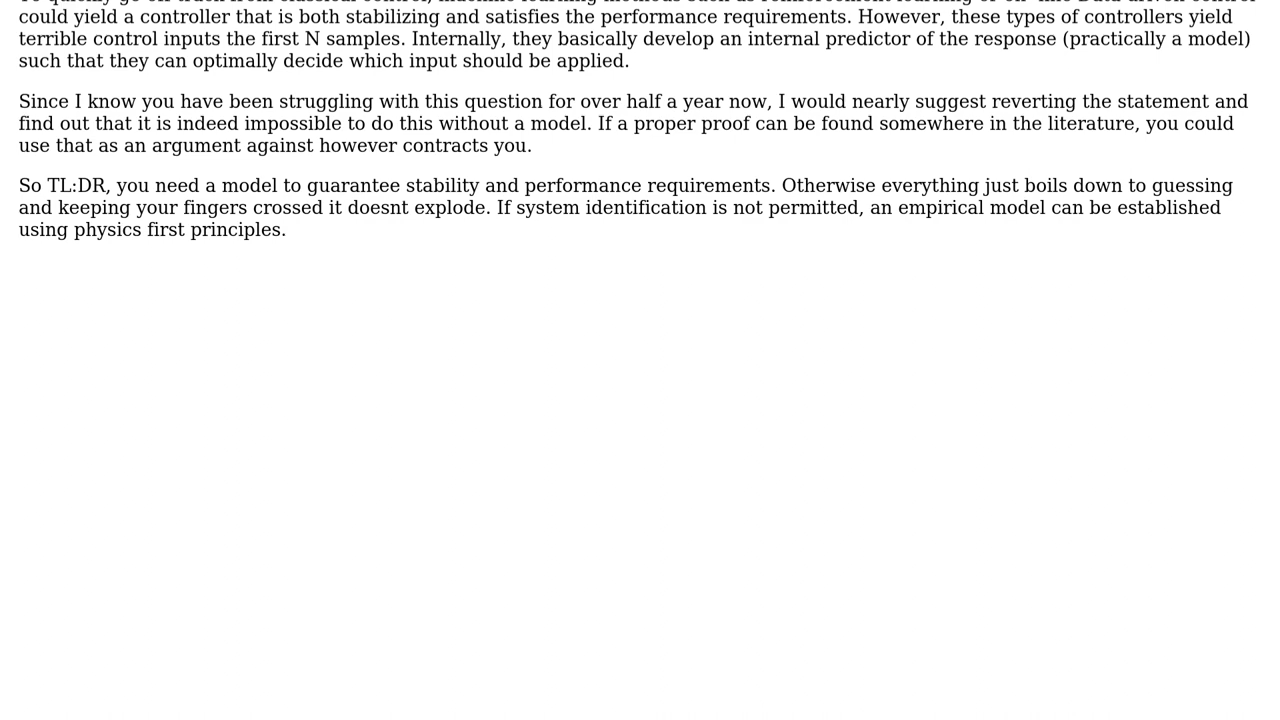 could yield a controller that is both stabilizing and satisfies the performance requirements. However, these types of controllers yield
terrible control inputs the first N samples. Internally, they basically develop an internal predictor of the response (practically a model)
such that they can optimally decide which input should be applied.
Since I know you have been struggling with this question for over half a year now, I would nearly suggest reverting the statement and
find out that it is indeed impossible to do this without a model. If a proper proof can be found somewhere in the literature, you could
use that as an argument against however contracts you.
So TL:DR, you need a model to guarantee stability and performance requirements. Otherwise everything just boils down to guessing
and keeping your fingers crossed it doesnt explode. If system identification is not permitted, an empirical model can be established
using physics first principles.